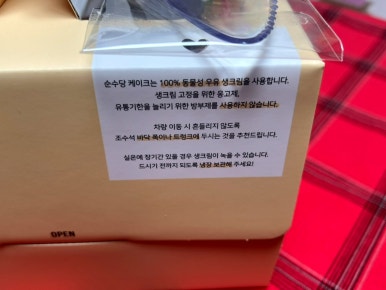 순수당 케이크는 100% 동물성 우유 생크림을 사용합니다.
생크림 고정을 위한 응고제,
유통기한을 늘리기 위한 방부제를 사용하지 않습니다.
차량 이동 시 흔들리지 않도록
조수석 바닥 쪽이나 트렁크에 두시는 것을 추천드립니다.
실온에 장기간 있을 경우 생크림이 녹을 수 있습니다.
드시기 전까지 되도록 냉장 보관해 주세요!
OPEN